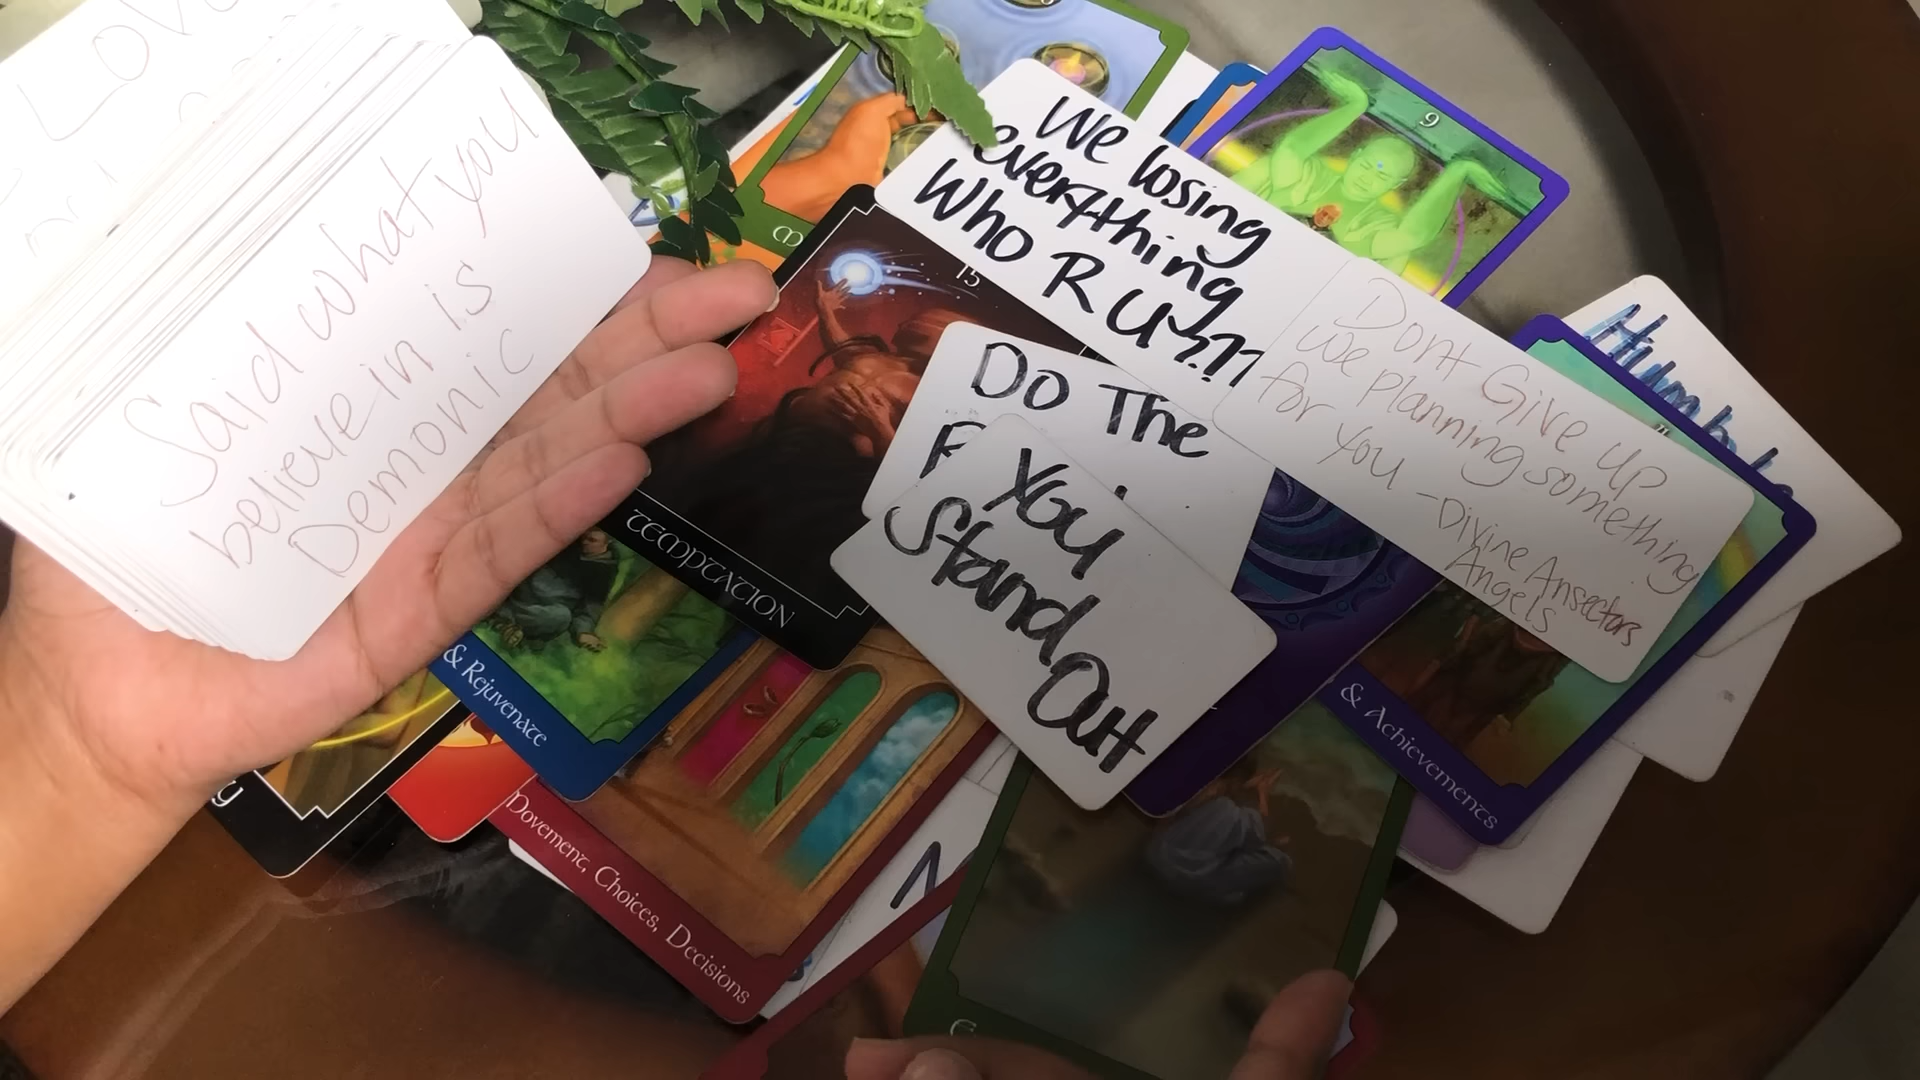 LOVE
Said what you
believe in is
Demonic
We losing
everything
Who R U???
Dont Give up
we planning something
for you - Divine Ansectors
Angels
Do The
You
Stand
Out
9
15
TEMPTATION
& Rejuvenate
Movement, Choices, Decisions
& Achievements